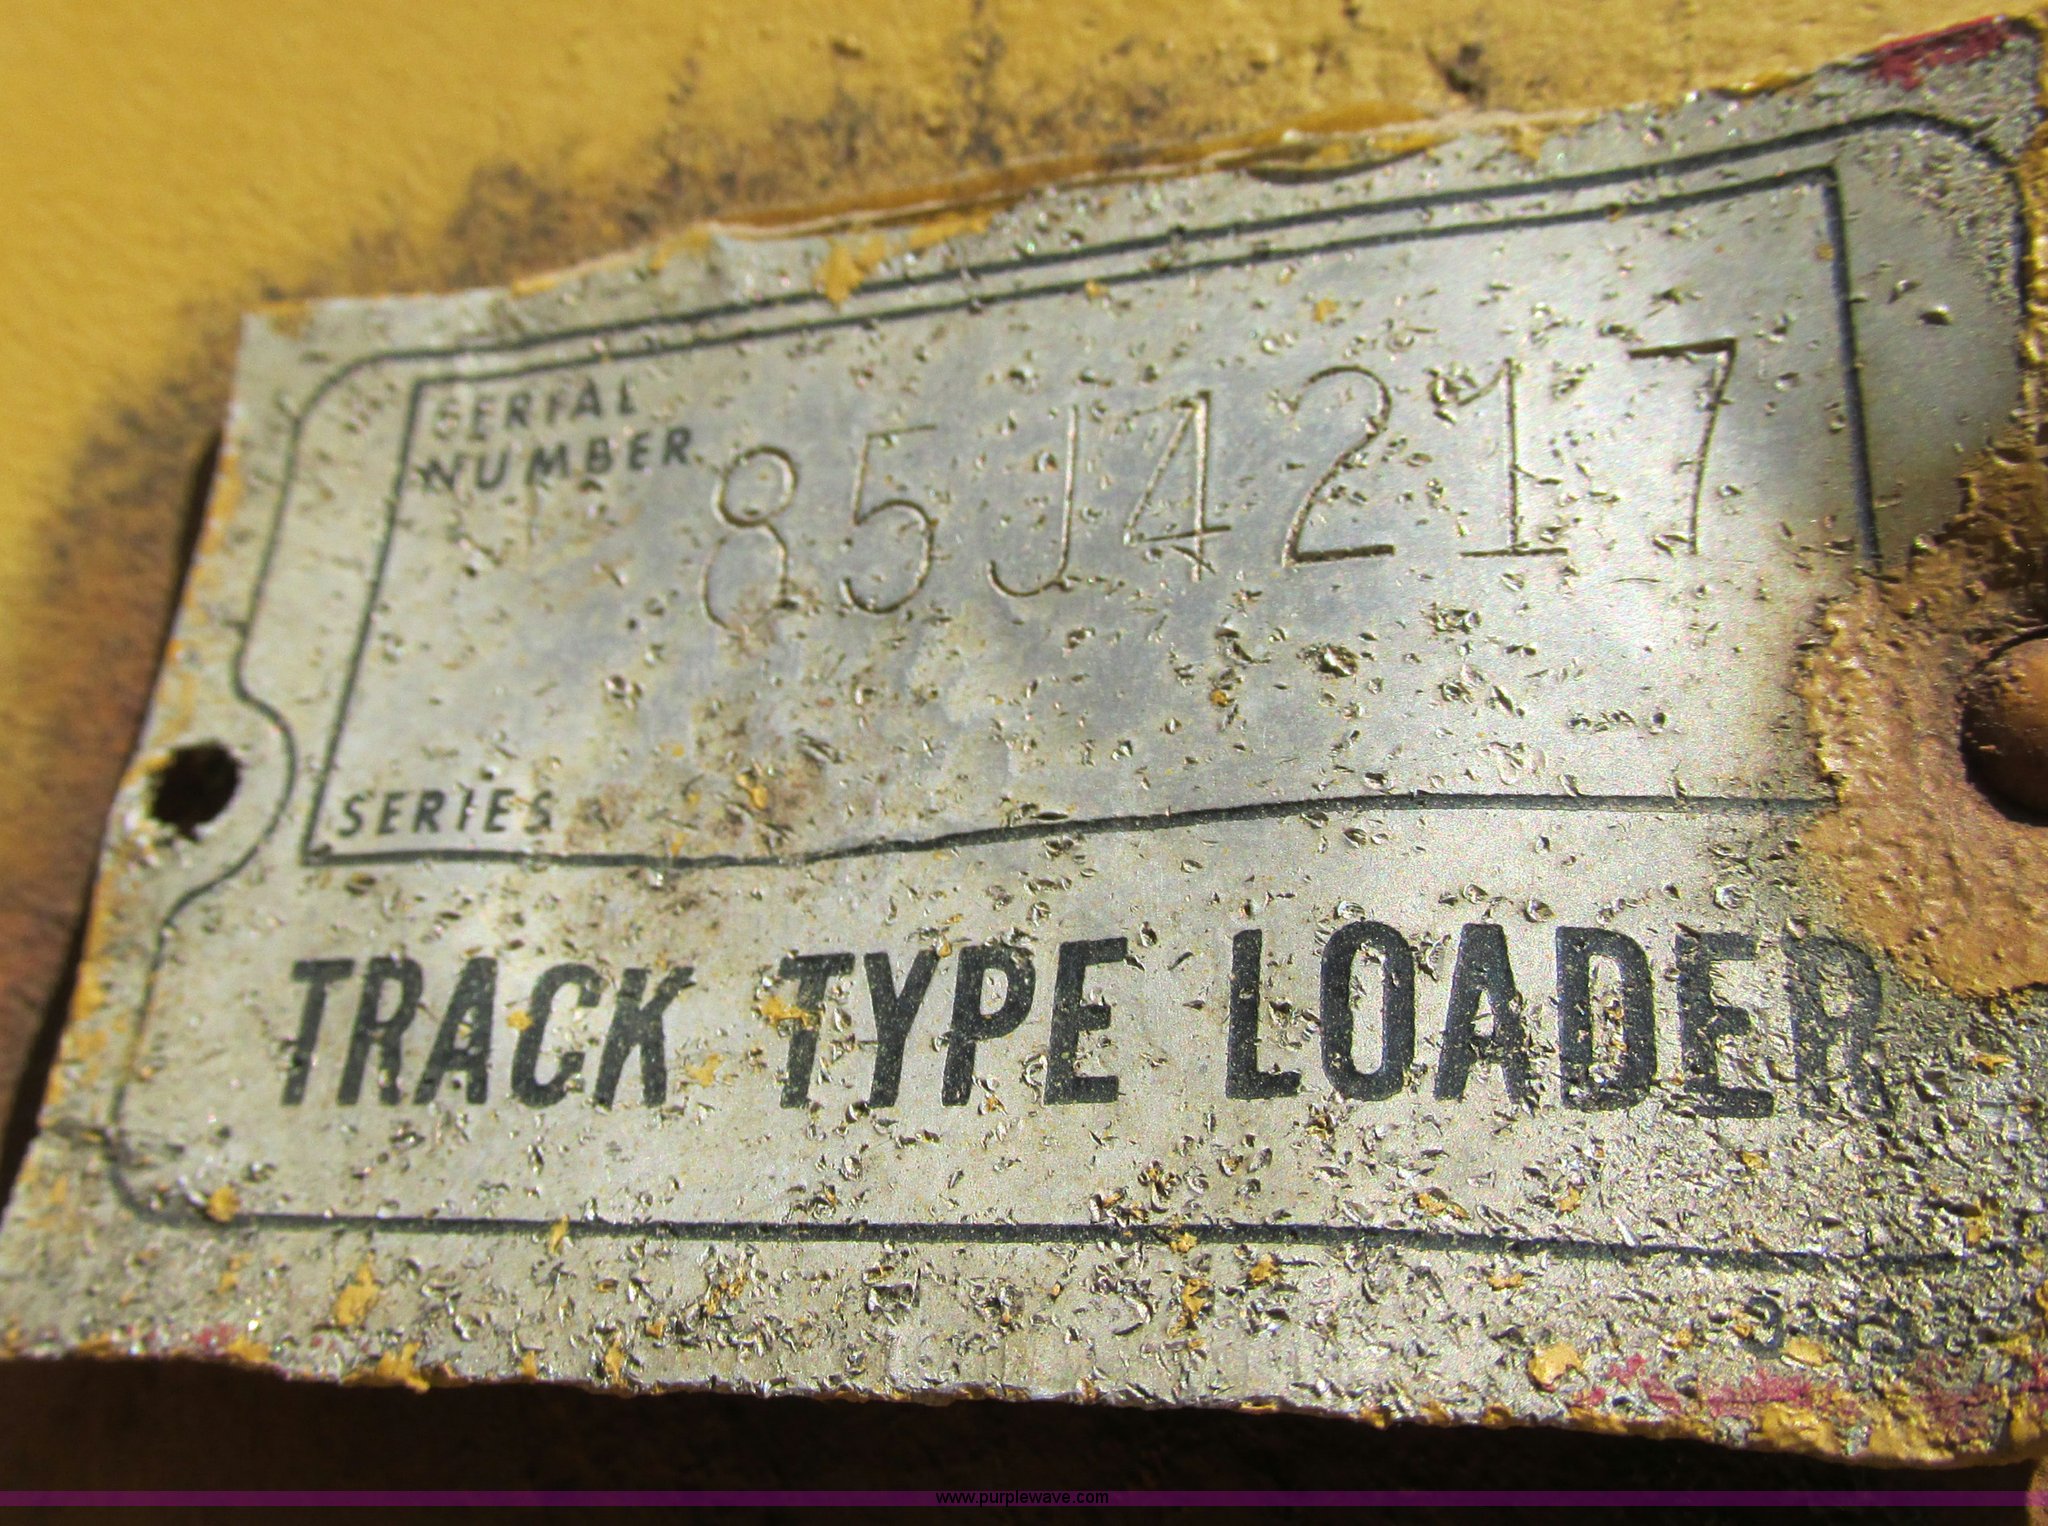 SERIAL
NUMBER 85J4217
SERIES
TRACK TYPE LOADER
www.purplewave.com